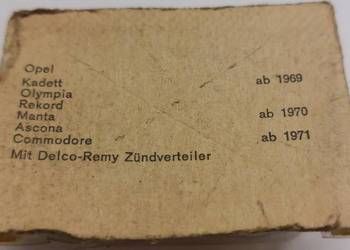 Opel
Kadett ab 1969
Olympia
Rekord
Manta ab 1970
Ascona
Commodore ab 1971
Mit Delco-Remy Zündverteiler